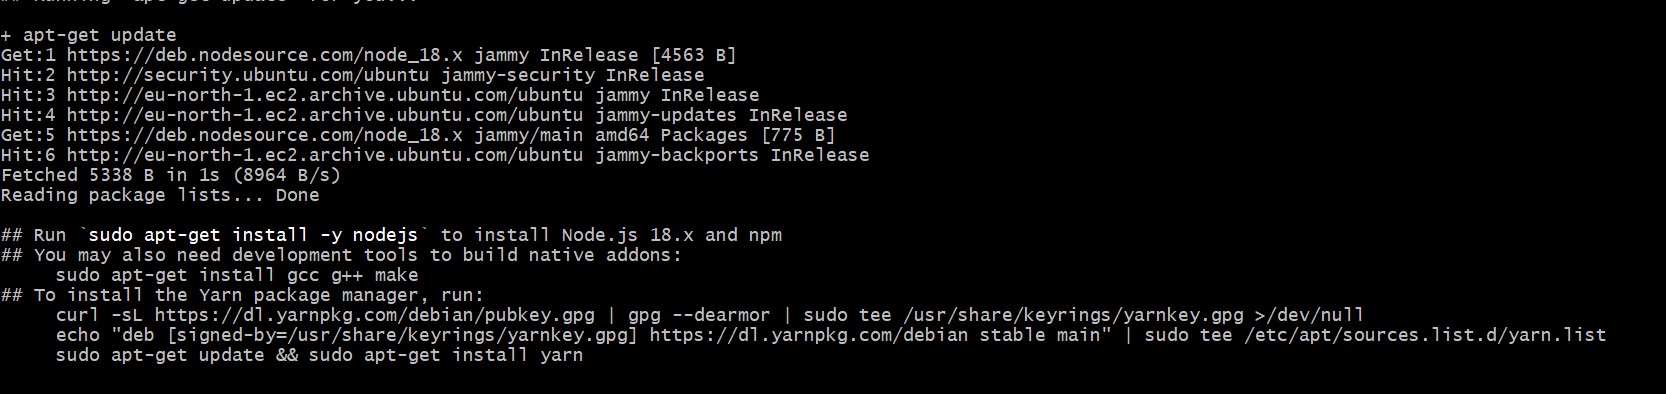 + apt-get update
Get:1 https://deb.nodesource.com/node_18.x jammy InRelease [4563 B]
Hit:2 http://security.ubuntu.com/ubuntu jammy-security InRelease
Hit:3 http://eu-north-1.ec2.archive.ubuntu.com/ubuntu jammy InRelease
Hit:4 http://eu-north-1.ec2.archive.ubuntu.com/ubuntu jammy-updates InRelease
Get:5 https://deb.nodesource.com/node_18.x jammy/main amd64 Packages [775 B]
Hit:6 http://eu-north-1.ec2.archive.ubuntu.com/ubuntu jammy-backports InRelease
Fetched 5338 B in 1s (8964 B/s)
Reading package lists... Done
## Run `sudo apt-get install -y nodejs` to install Node.js 18.x and npm
## You may also need development tools to build native addons:
     sudo apt-get install gcc g++ make
## To install the Yarn package manager, run:
     curl -sL https://dl.yarnpkg.com/debian/pubkey.gpg | gpg --dearmor | sudo tee /usr/share/keyrings/yarnkey.gpg >/dev/null
     echo "deb [signed-by=/usr/share/keyrings/yarnkey.gpg] https://dl.yarnpkg.com/debian stable main" | sudo tee /etc/apt/sources.list.d/yarn.list
     sudo apt-get update && sudo apt-get install yarn